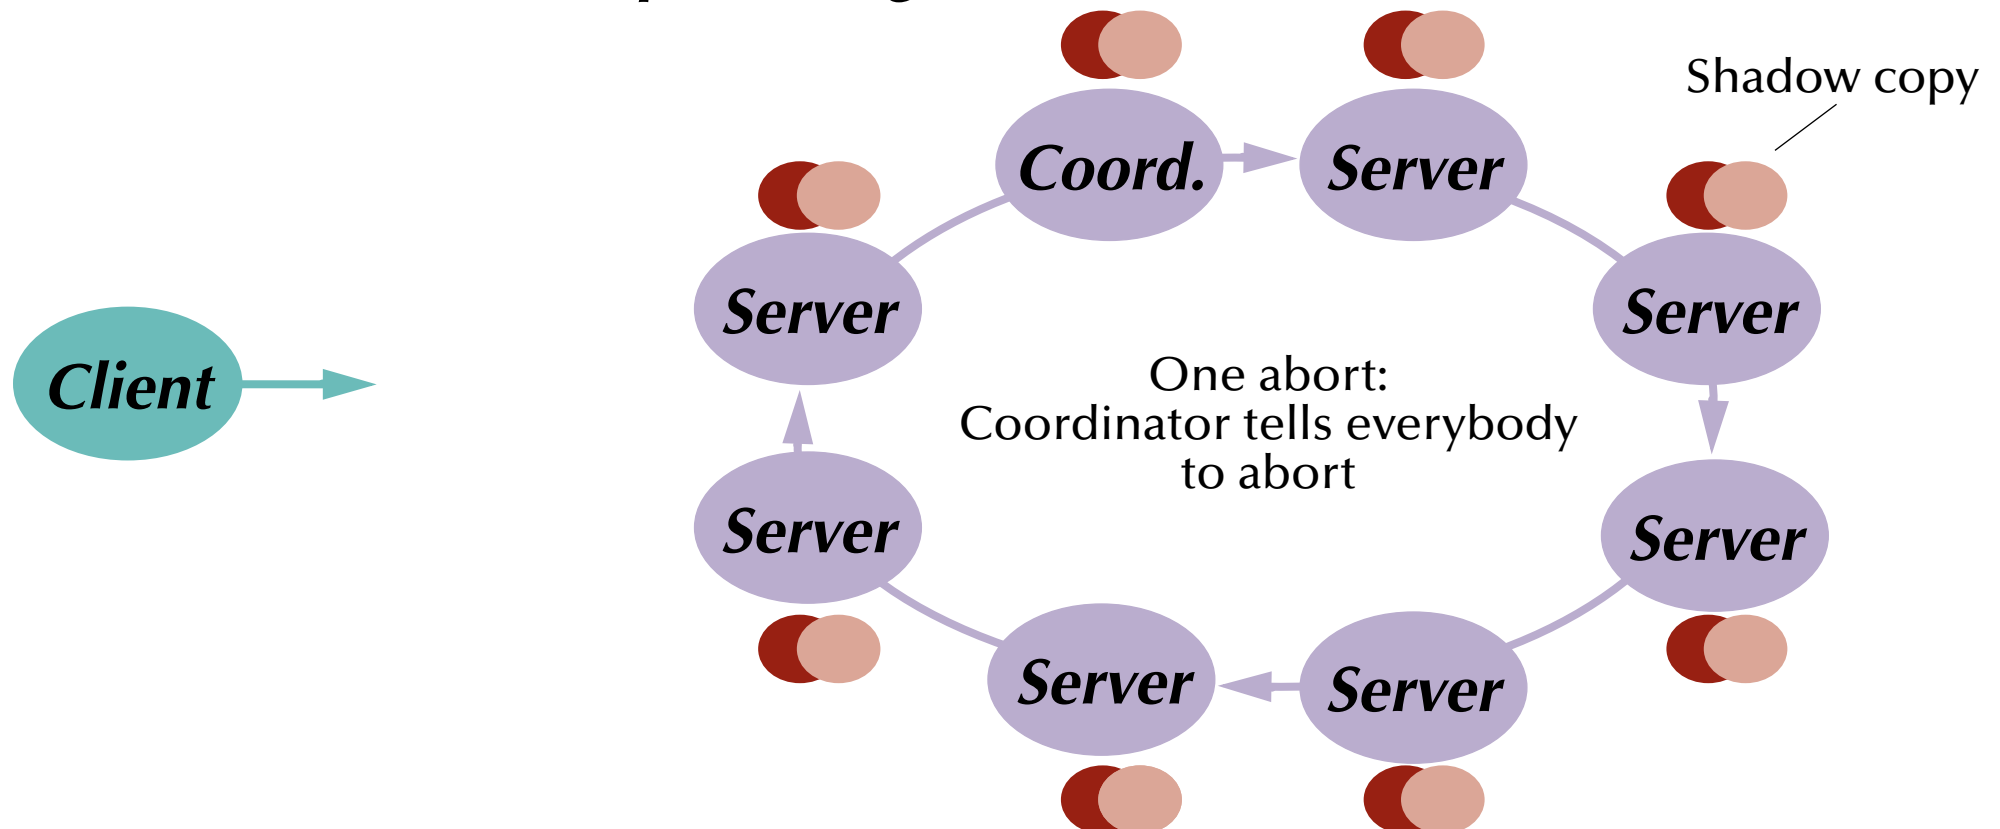 Shadow copy
Coord.
Server
Server
Server
Client
One abort:
Coordinator tells everybody
to abort
Server
Server
Server
Server